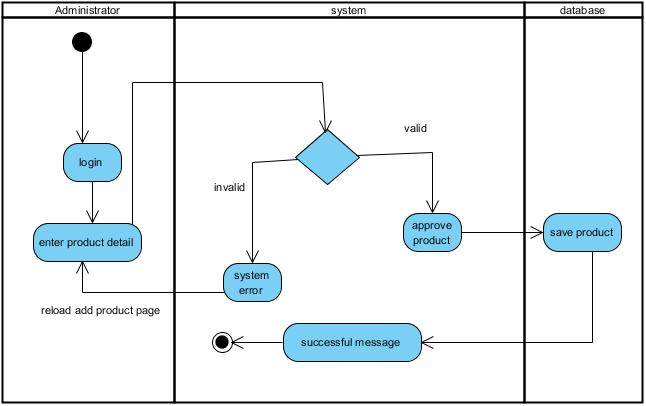 Administrator
system
database
valid
login
invalid
enter product detail
approve
product
save product
system
error
reload add product page
successful message